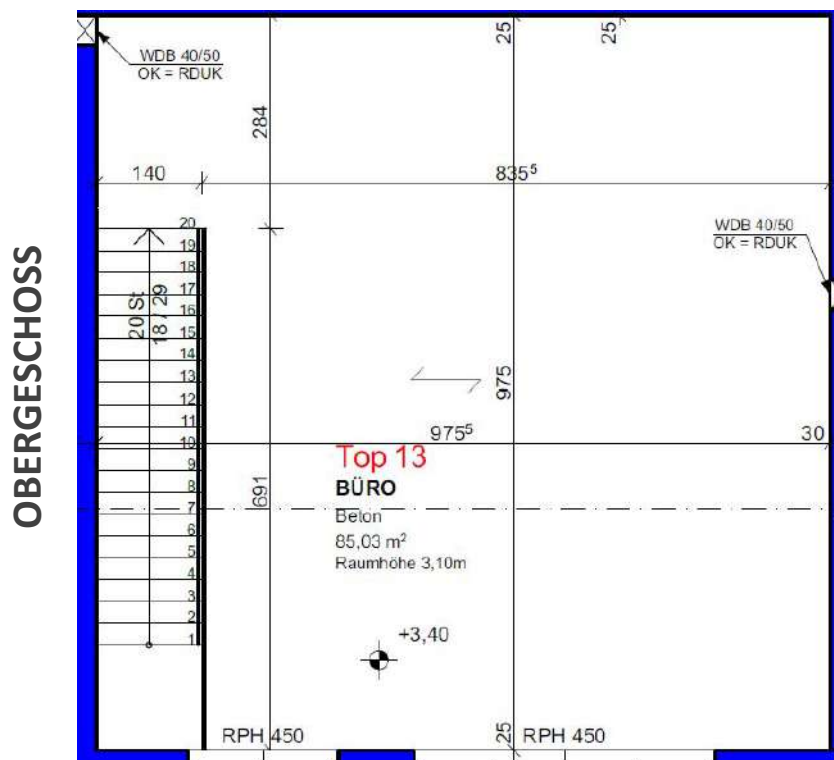 OBERGESCHOSS
WDB 40/50
OK = RDUK
25
25
284
140
835⁵
WDB 40/50
OK = RDUK
20
19
18
17
16
15
14
13
12
11
10
9
8
7
6
5
4
3
2
1
20 St
18 / 29
975
975⁵
30
691
Top 13
BÜRO
Beton
85,03 m²
Raumhöhe 3,10m
+3,40
RPH 450
25
RPH 450